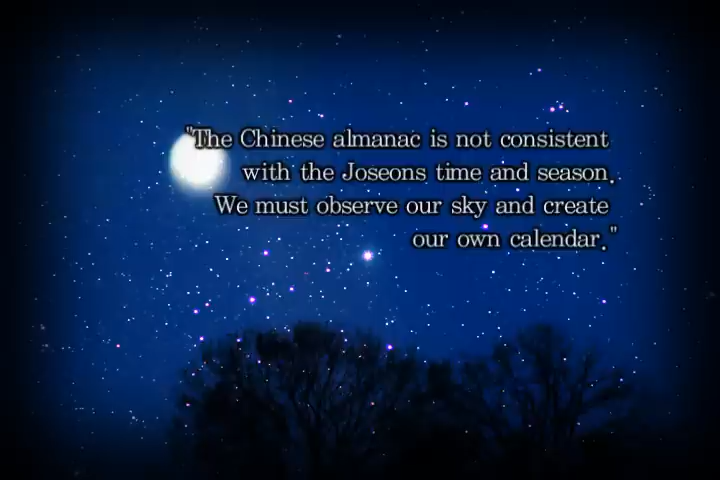 "The Chinese almanac is not consistent
with the Joseons time and season.
We must observe our sky and create
our own calendar."